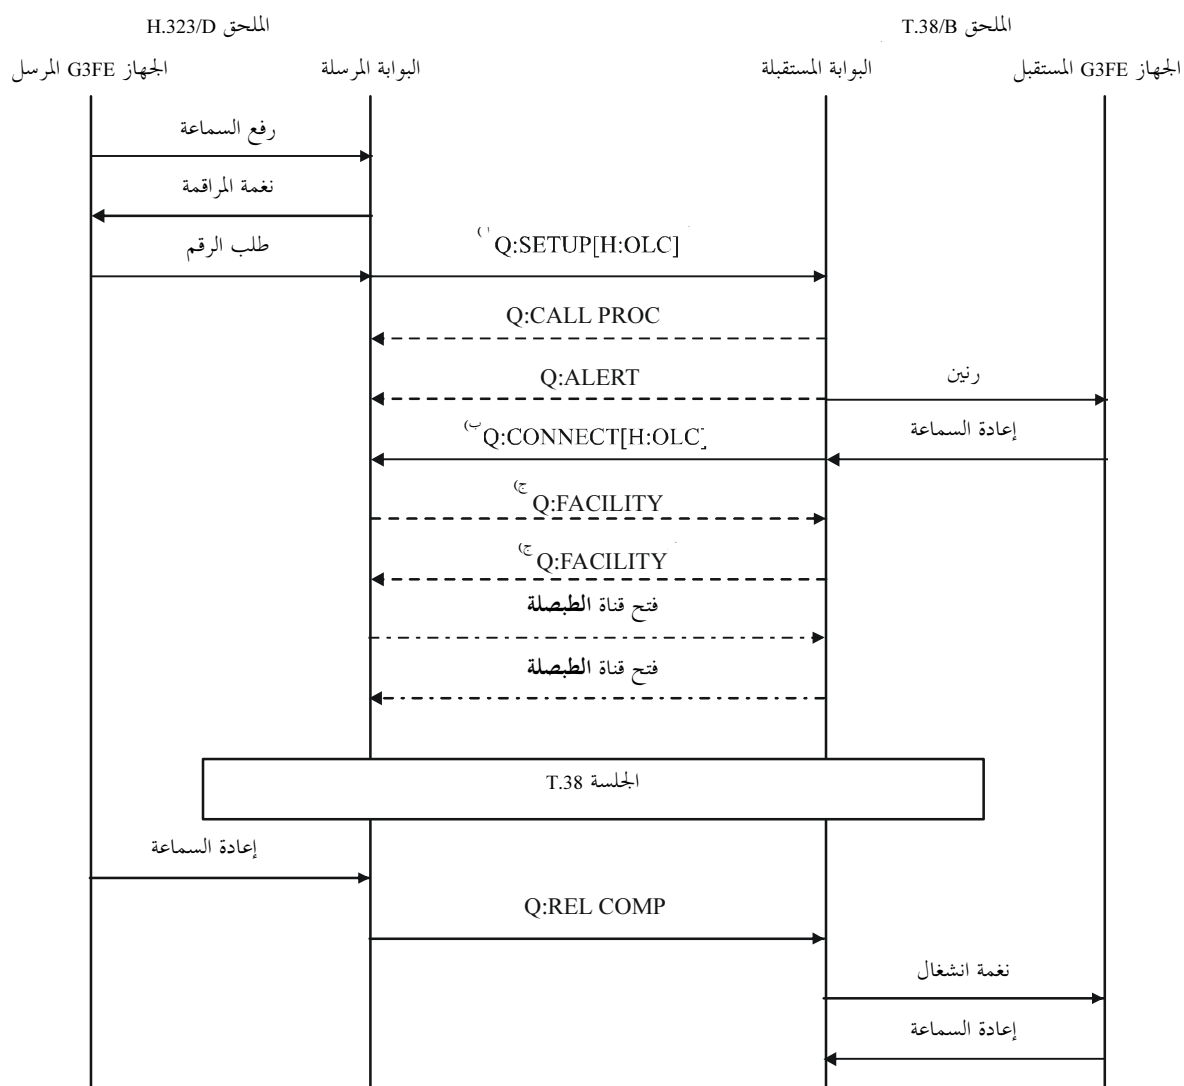 الملحق T.38/B
الملحق H.323/D
الجهاز G3FE المستقبل
البوابة المستقبلة
البوابة المرسلة
الجهاز G3FE المرسل
رفع السماعة
نغمة المراقمة
طلب الرقم
Q:SETUP[H:OLC] (ا
Q:CALL PROC
Q:ALERT
رنين
Q:CONNECT[H:OLC] (ب
إعادة السماعة
Q:FACILITY (ج
Q:FACILITY (ج
فتح قناة الطبصلة
فتح قناة الطبصلة
الجلسة T.38
إعادة السماعة
Q:REL COMP
نغمة انشغال
إعادة السماعة